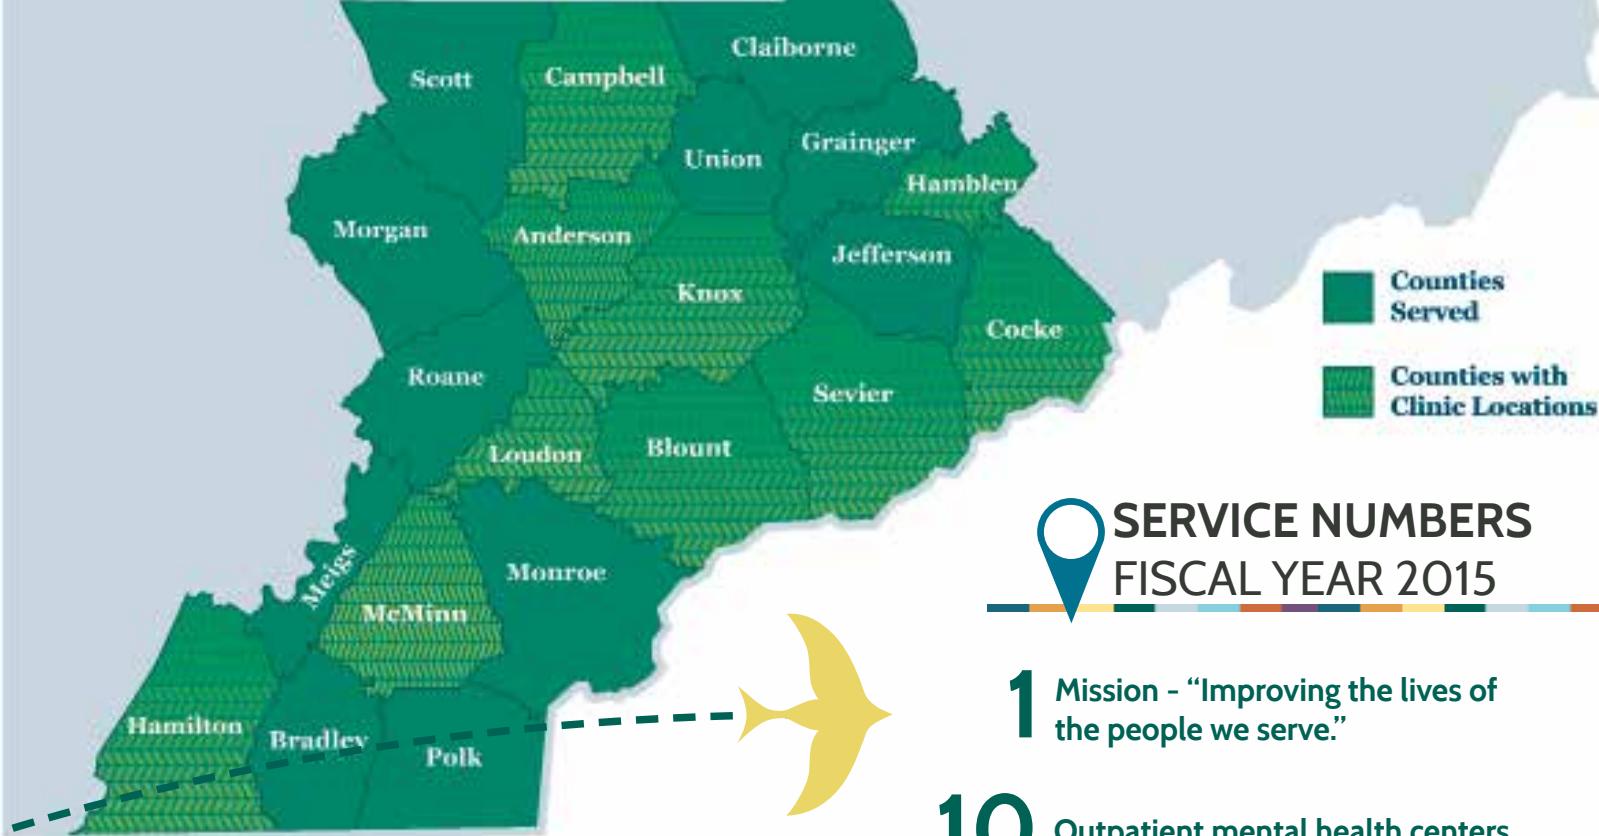 Claiborne
Scott
Campbell
Grainger
Union
Hamblen
Morgan
Anderson
Jefferson
Knox
Cocke
Counties
Served
Roane
Sevier
Counties with
Clinic Locations
Loudon
Blount
Meigs
Monroe
McMinn
Hamilton
Bradley
Polk
SERVICE NUMBERS
FISCAL YEAR 2015
1 Mission - “Improving the lives of
the people we serve.”
10 Outpatient mental health centers